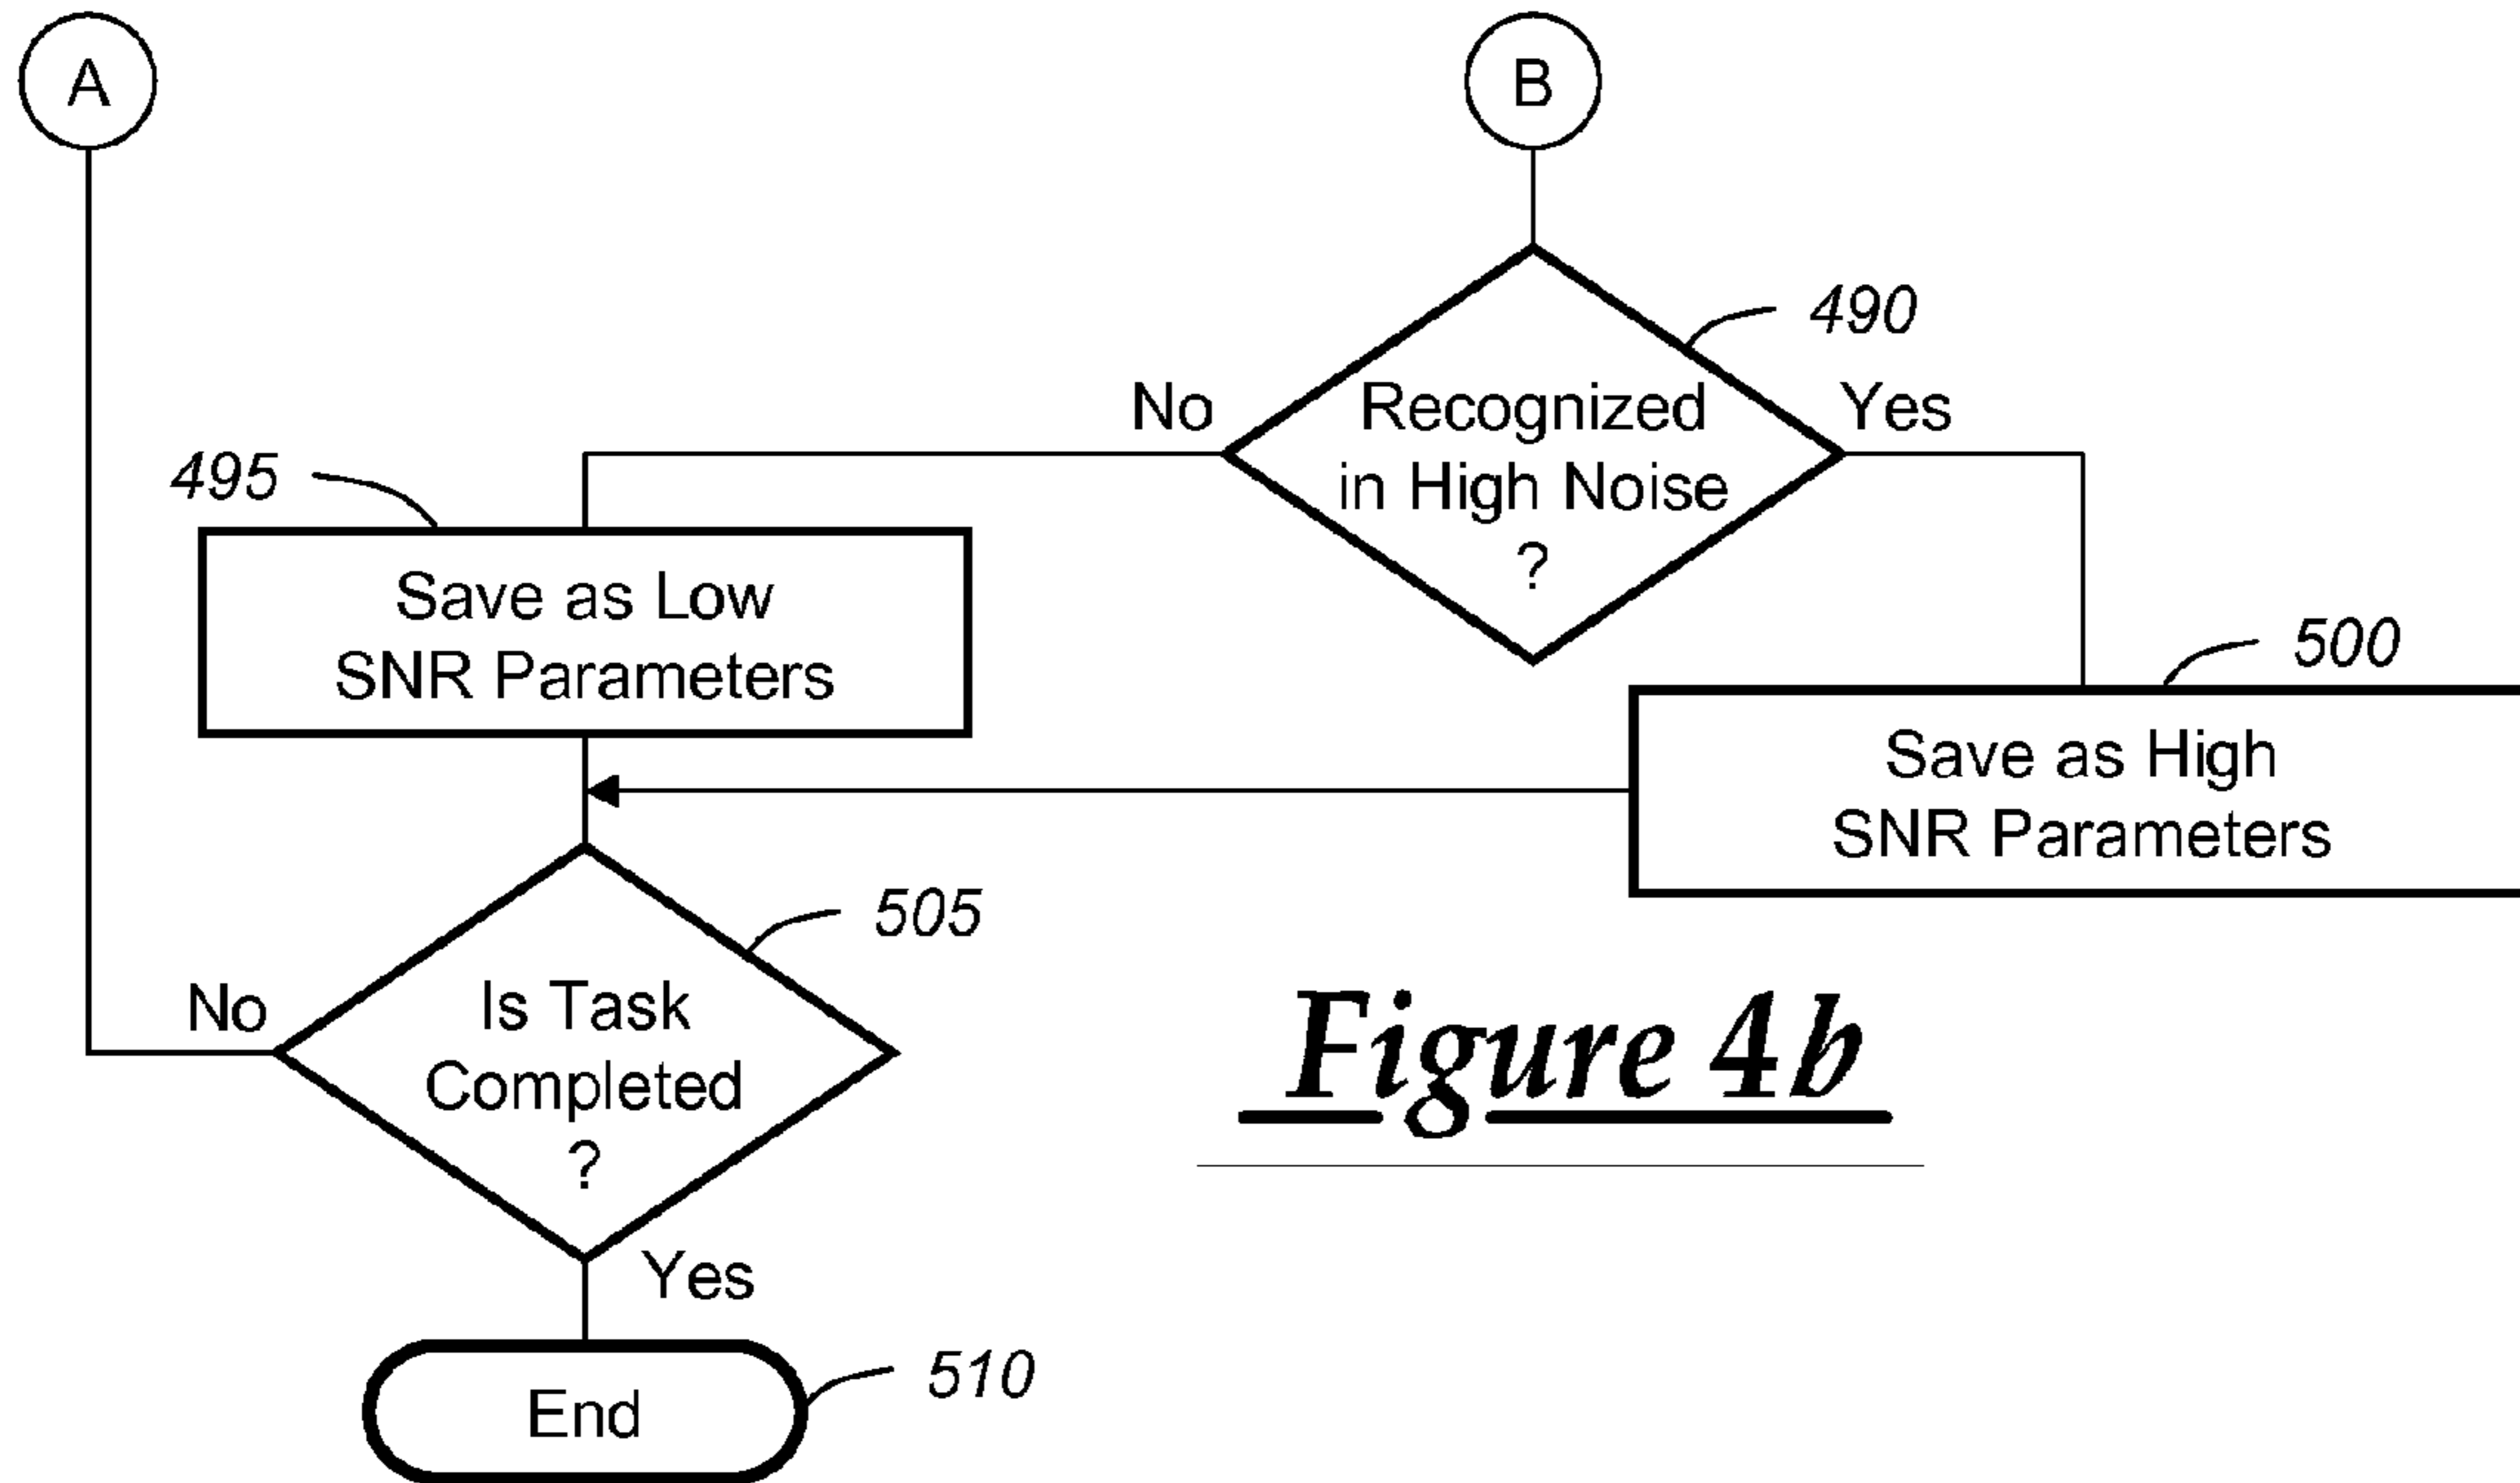 A
B
490
No
Recognized
in High Noise
?
Yes
495
Save as Low
SNR Parameters
500
Save as High
SNR Parameters
505
No
Is Task
Completed
?
Yes
Figure 4b
End
510